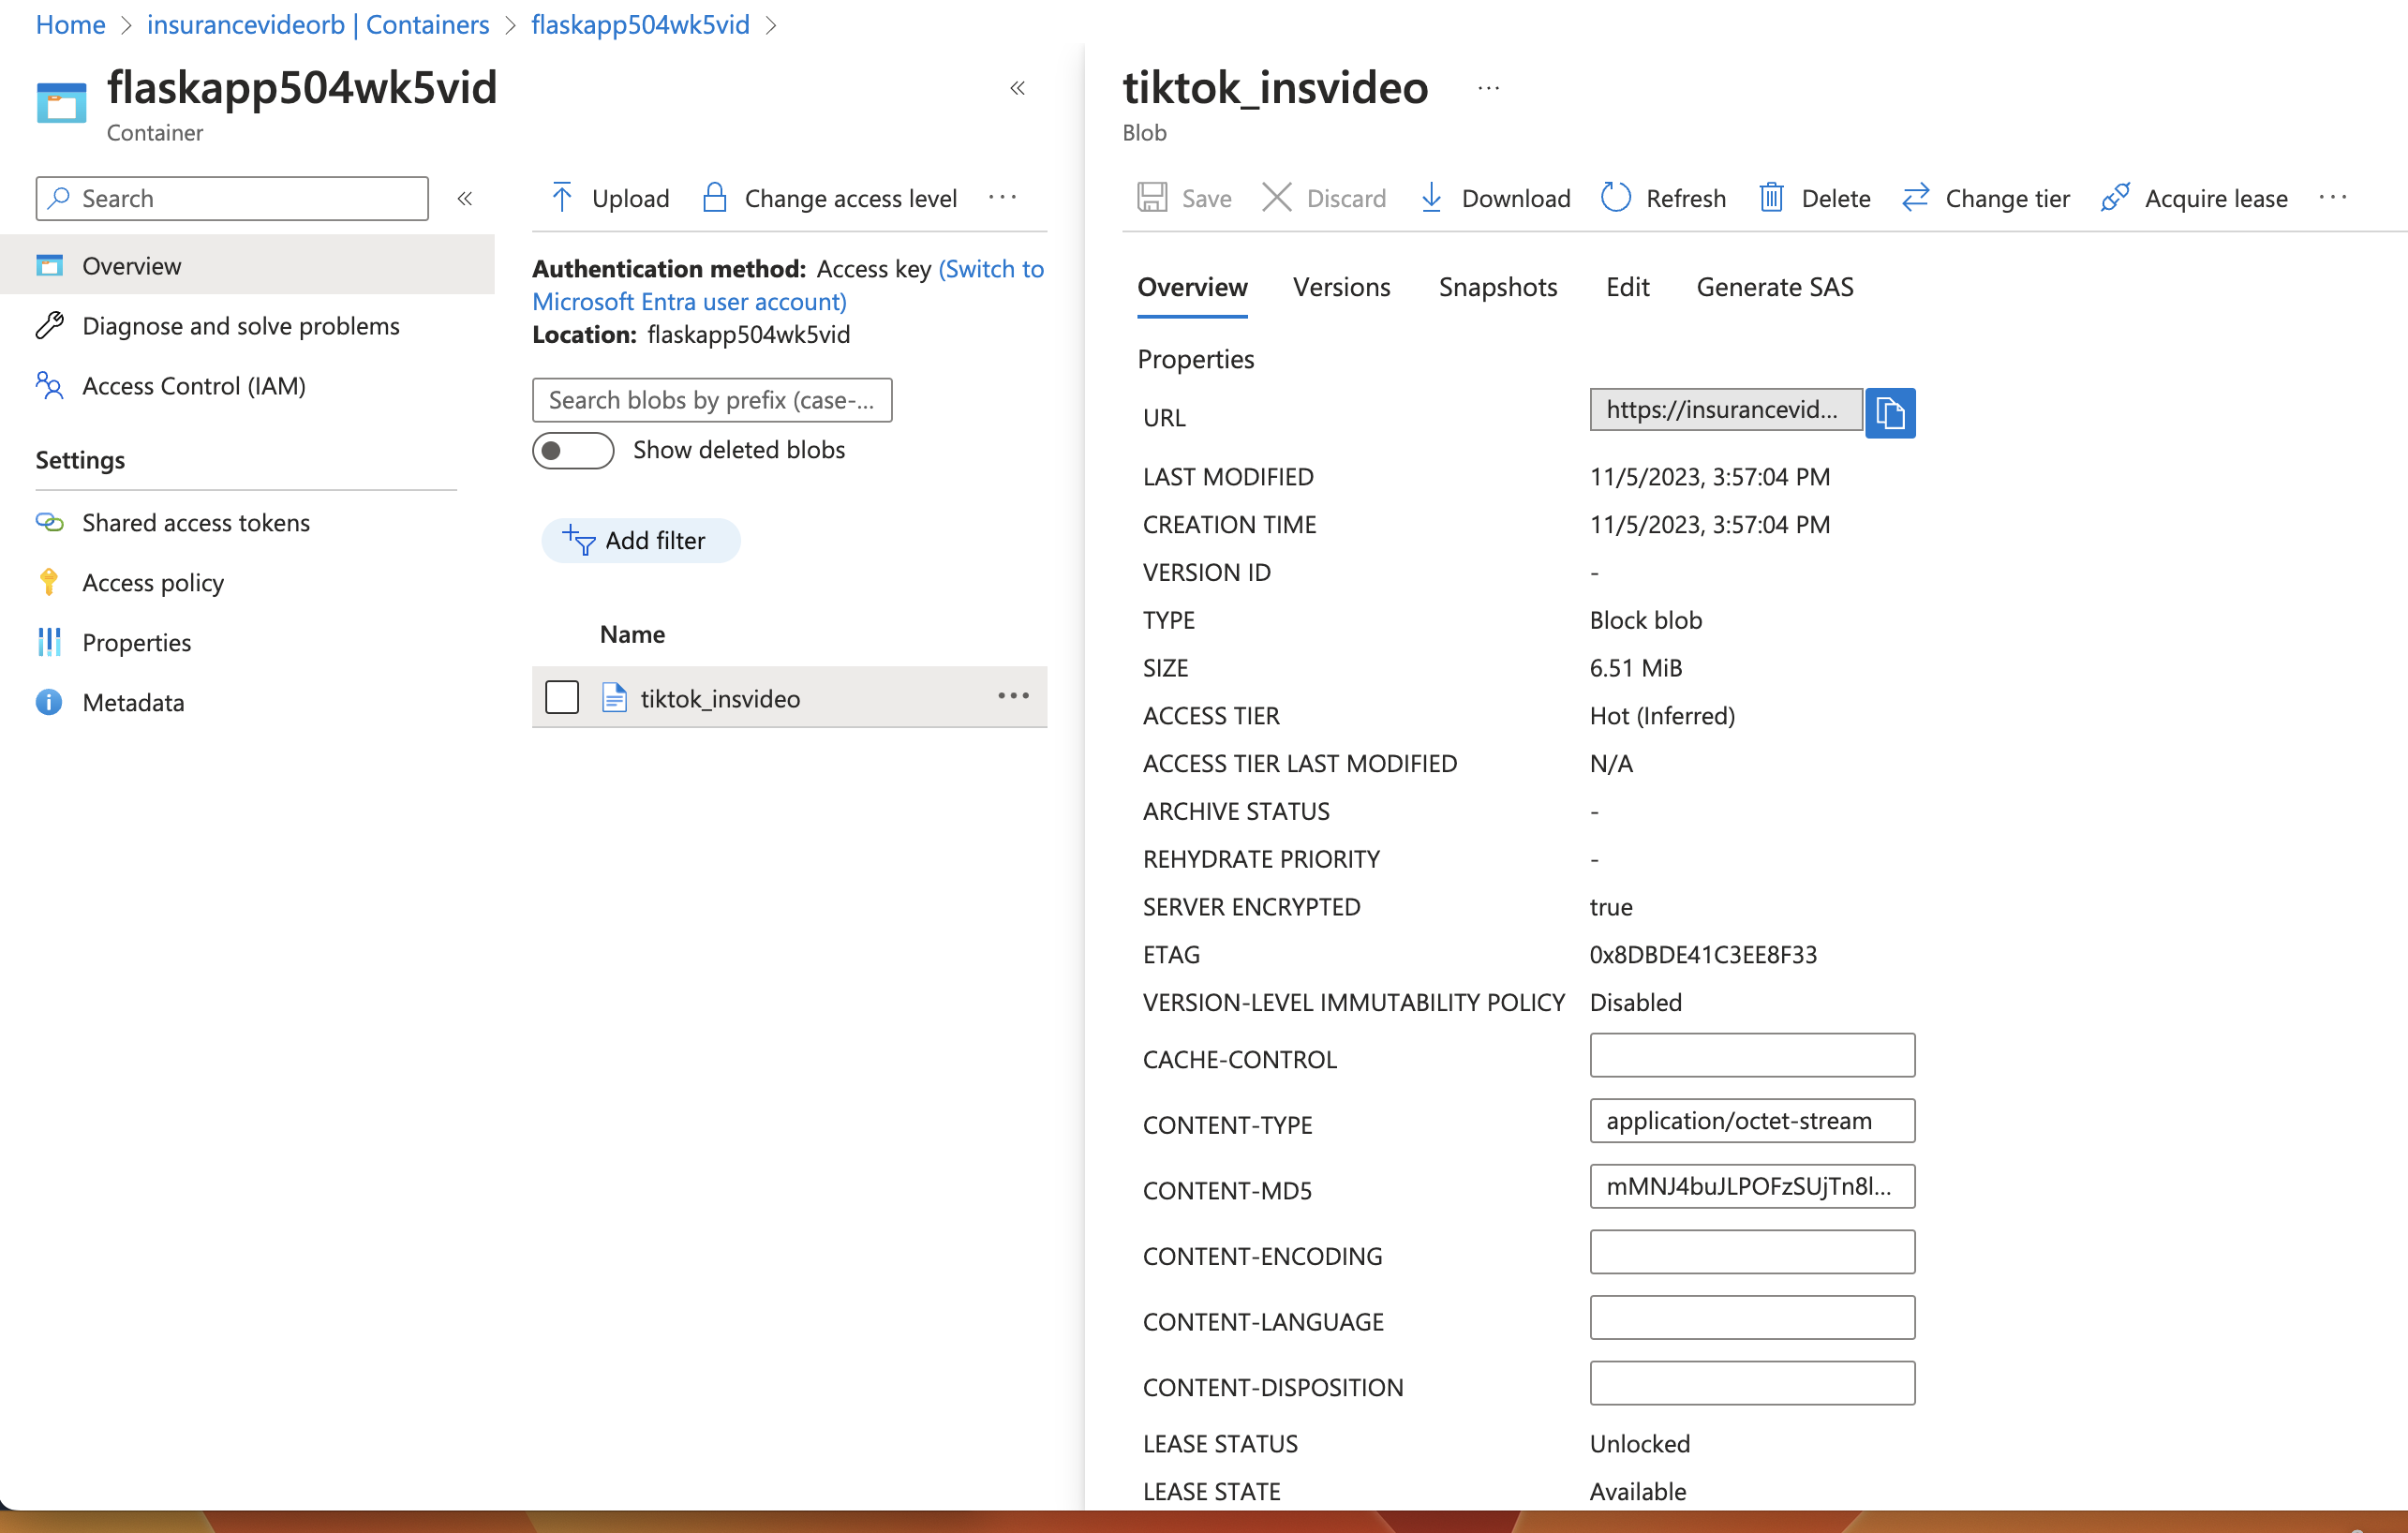 Home > insurancevideorb | Containers > flaskapp504wk5vid >
flaskapp504wk5vid
Container
Search
Overview
Diagnose and solve problems
Access Control (IAM)
Settings
Shared access tokens
Access policy
Properties
Metadata
Upload
Change access level
Authentication method: Access key (Switch to
Microsoft Entra user account)
Location: flaskapp504wk5vid
Search blobs by prefix (case-...
Show deleted blobs
Add filter
Name
tiktok_insvideo
tiktok_insvideo
Blob
Save Discard Download Refresh Delete Change tier Acquire lease
Overview Versions Snapshots Edit Generate SAS
Properties
URL https://insurancevid...
LAST MODIFIED 11/5/2023, 3:57:04 PM
CREATION TIME 11/5/2023, 3:57:04 PM
VERSION ID -
TYPE Block blob
SIZE 6.51 MiB
ACCESS TIER Hot (Inferred)
ACCESS TIER LAST MODIFIED N/A
ARCHIVE STATUS -
REHYDRATE PRIORITY -
SERVER ENCRYPTED true
ETAG 0x8DBDE41C3EE8F33
VERSION-LEVEL IMMUTABILITY POLICY Disabled
CACHE-CONTROL
CONTENT-TYPE application/octet-stream
CONTENT-MD5 mMNJ4buJLPOFzSUjTn8l...
CONTENT-ENCODING
CONTENT-LANGUAGE
CONTENT-DISPOSITION
LEASE STATUS Unlocked
LEASE STATE Available